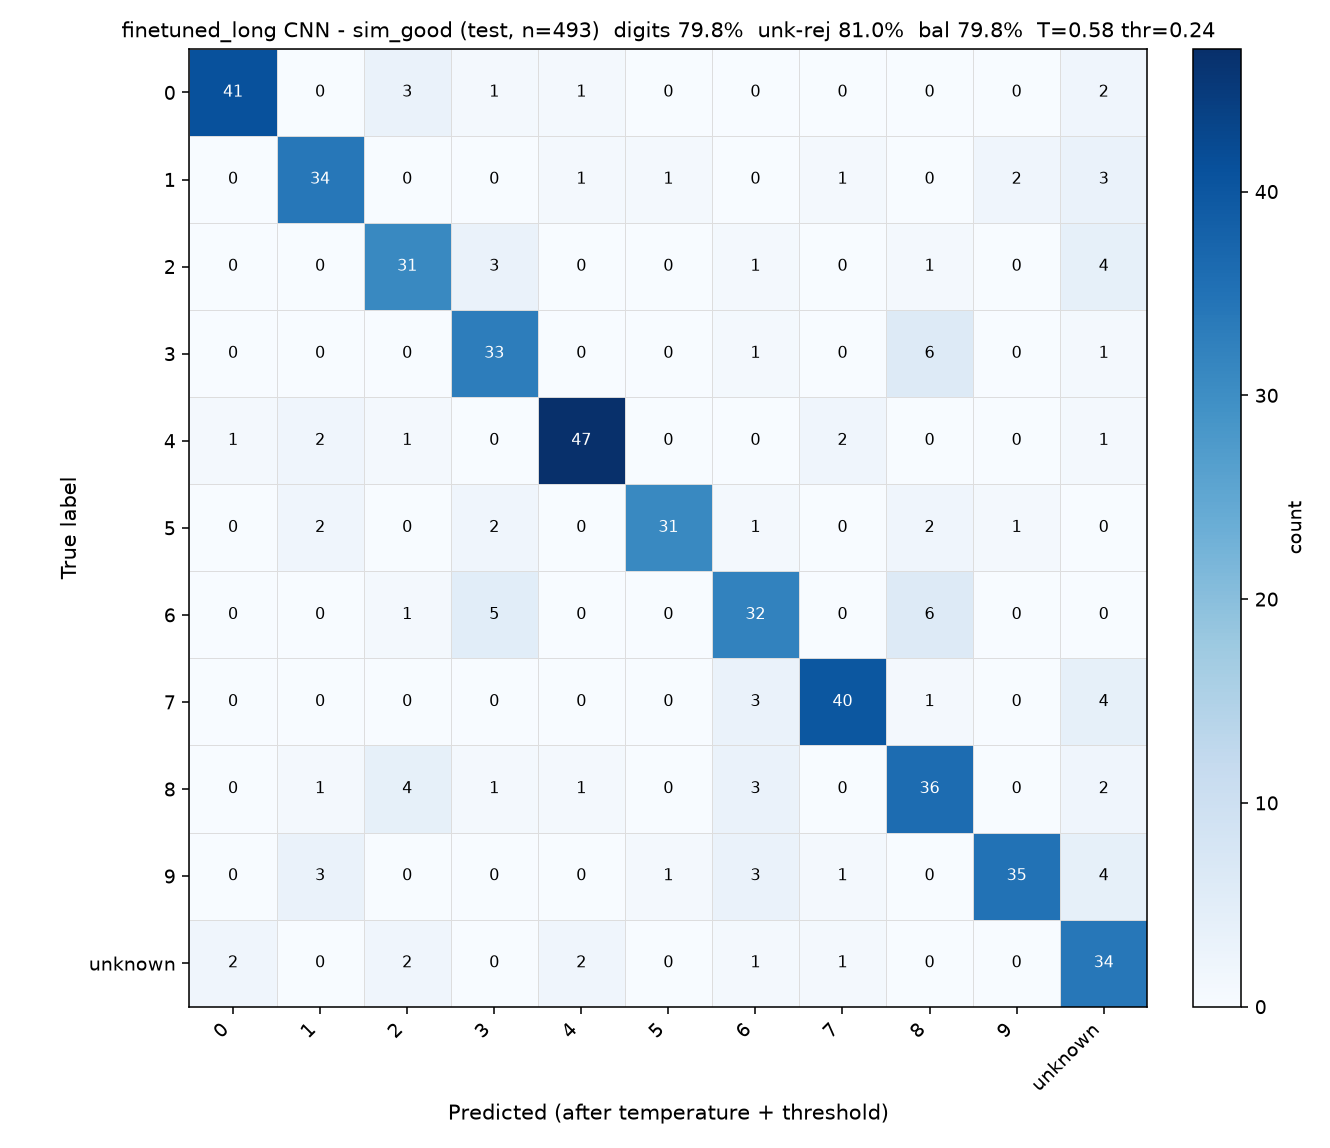 finetuned_long CNN - sim_good (test, n=493)  digits 79.8%  unk-rej 81.0%  bal 79.8%  T=0.58 thr=0.24
0 41 0 3 1 1 0 0 0 0 0 2
1 0 34 0 0 1 1 0 1 0 2 3
2 0 0 31 3 0 0 1 0 1 0 4
3 0 0 0 33 0 0 1 0 6 0 1
4 1 2 1 0 47 0 0 2 0 0 1
5 0 2 0 2 0 31 1 0 2 1 0
6 0 0 1 5 0 0 32 0 6 0 0
7 0 0 0 0 0 0 3 40 1 0 4
8 0 1 4 1 1 0 3 0 36 0 2
9 0 3 0 0 0 1 3 1 0 35 4
unknown 2 0 2 0 2 0 1 1 0 0 34
0 1 2 3 4 5 6 7 8 9 unknown
Predicted (after temperature + threshold)
True label
40
30
20
10
0
count